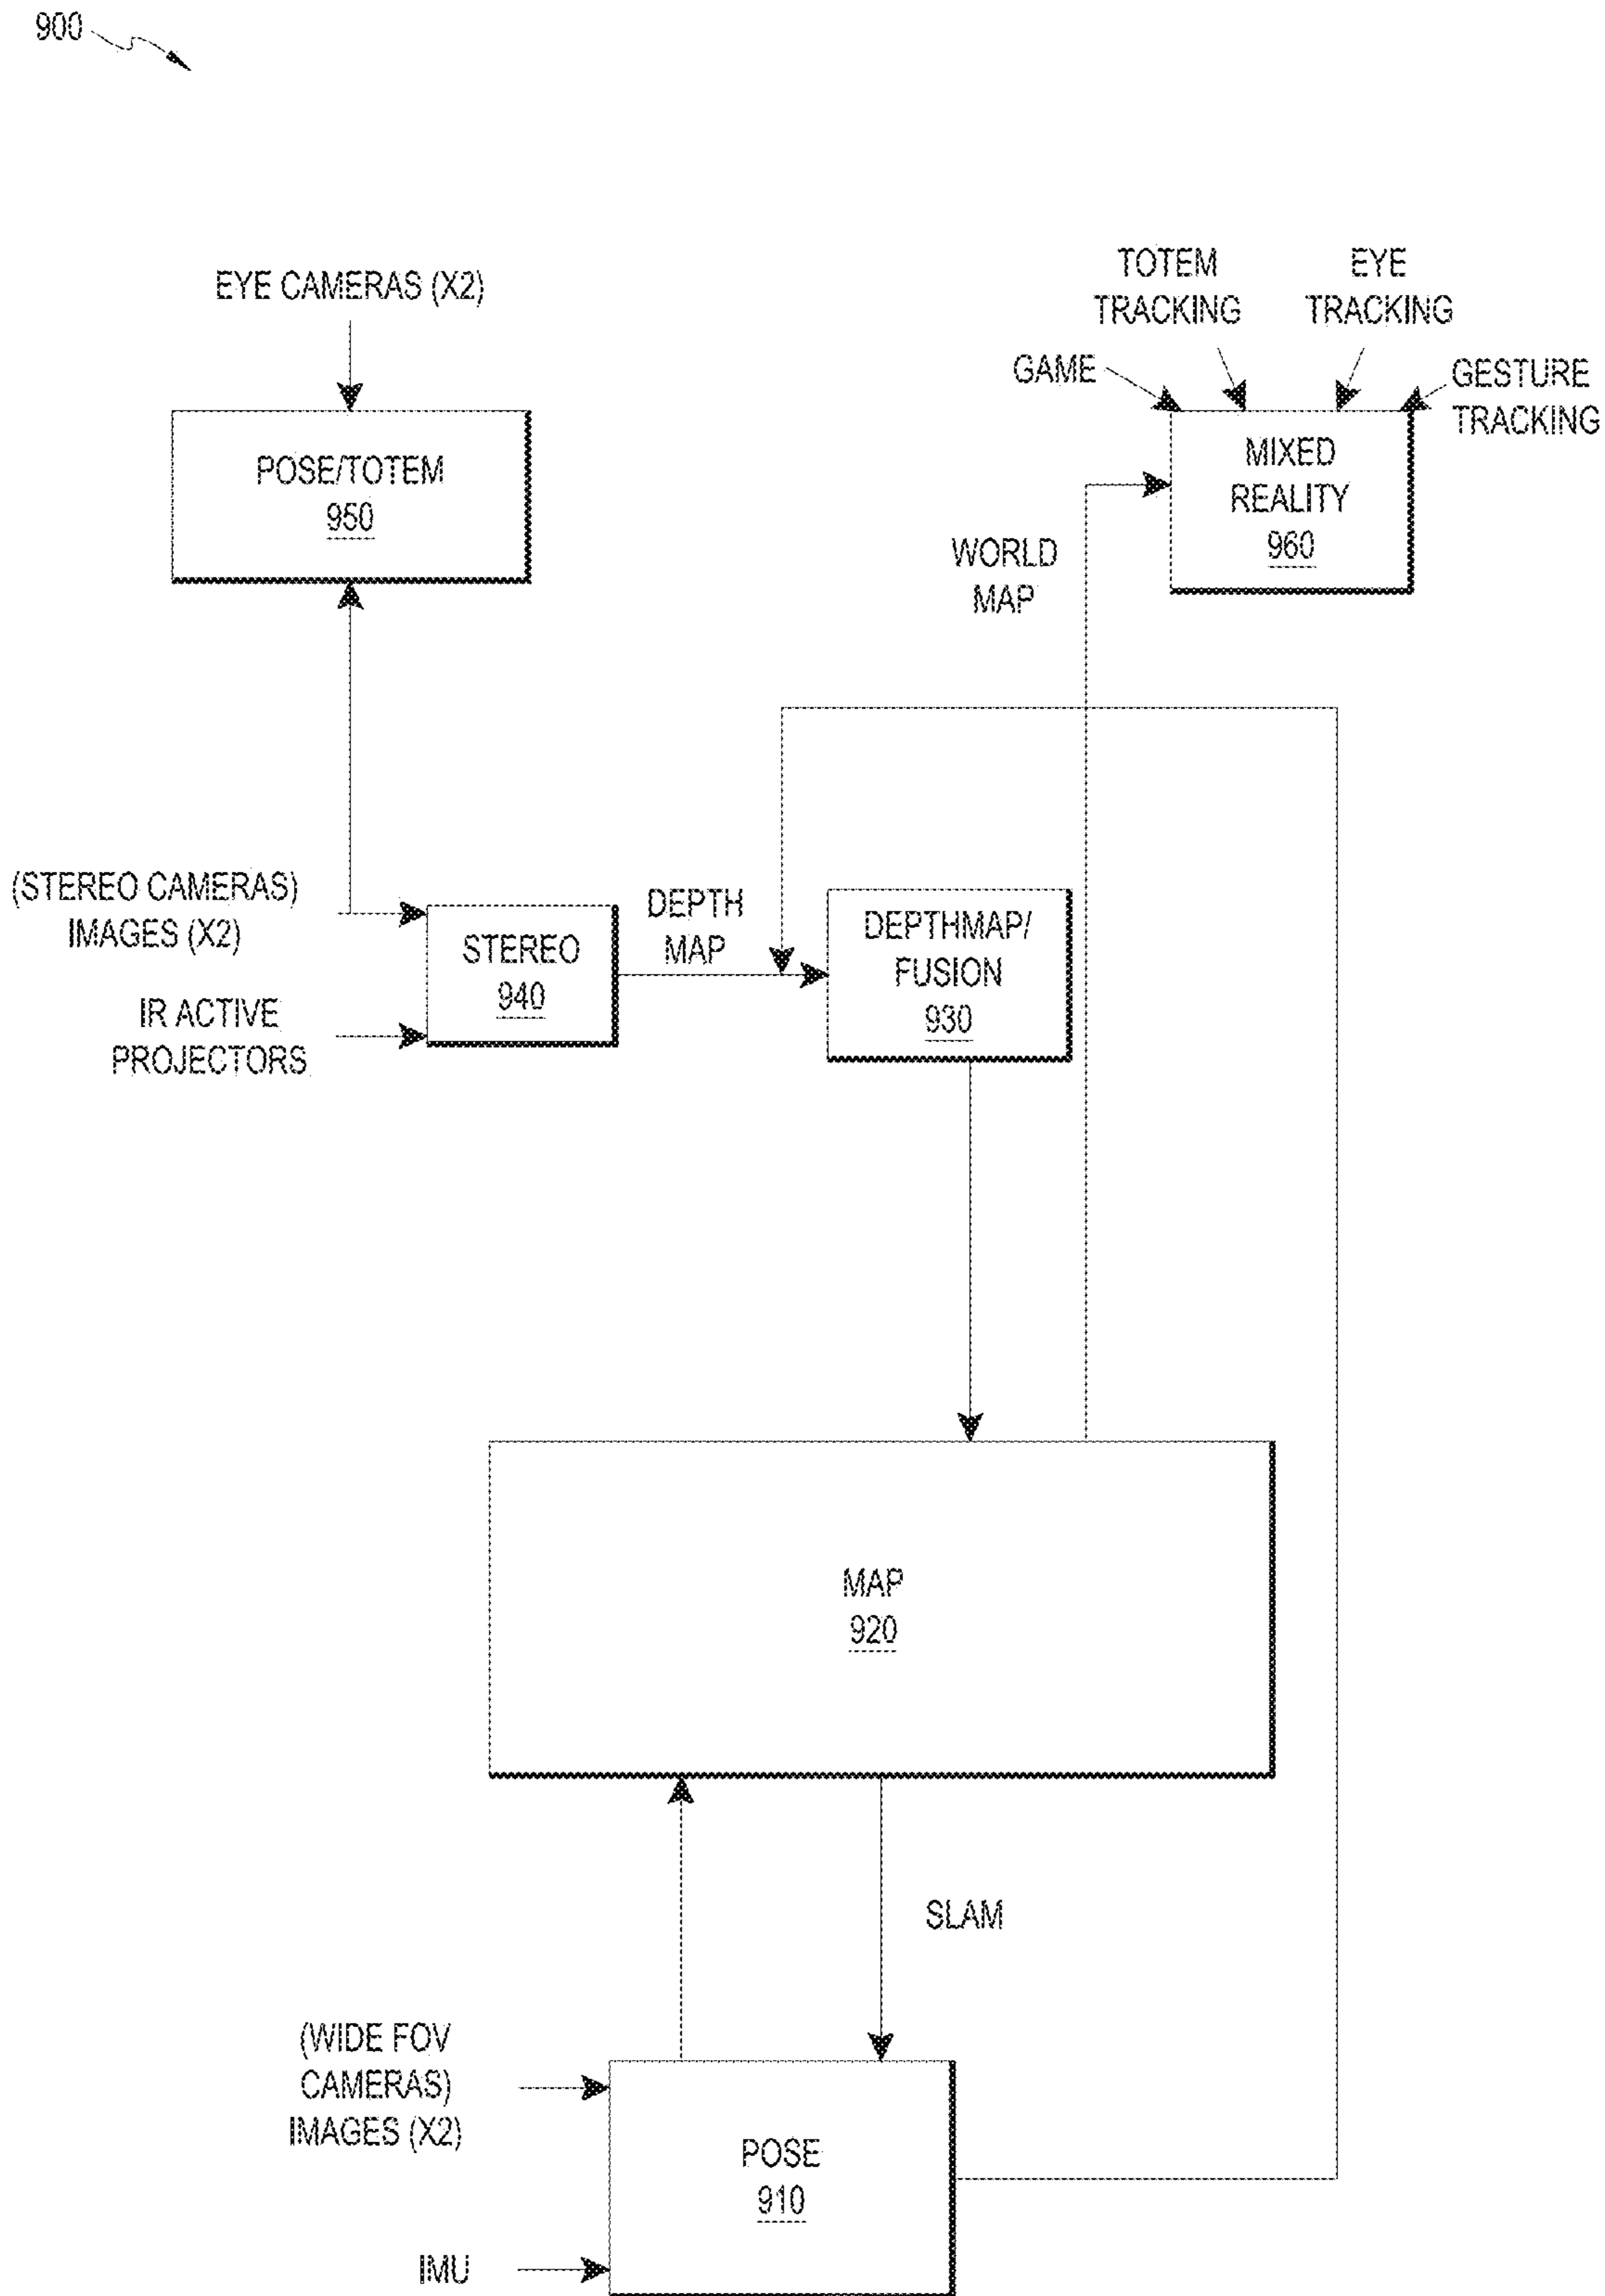 900
EYE CAMERAS (X2)
POSE/TOTEM
950
TOTEM
TRACKING
EYE
TRACKING
GAME
GESTURE
TRACKING
MIXED
REALITY
960
WORLD
MAP
(STEREO CAMERAS)
IMAGES (X2)
IR ACTIVE
PROJECTORS
STEREO
940
DEPTH
MAP
DEPTHMAP/
FUSION
930
MAP
920
SLAM
(WIDE FOV
CAMERAS)
IMAGES (X2)
IMU
POSE
910